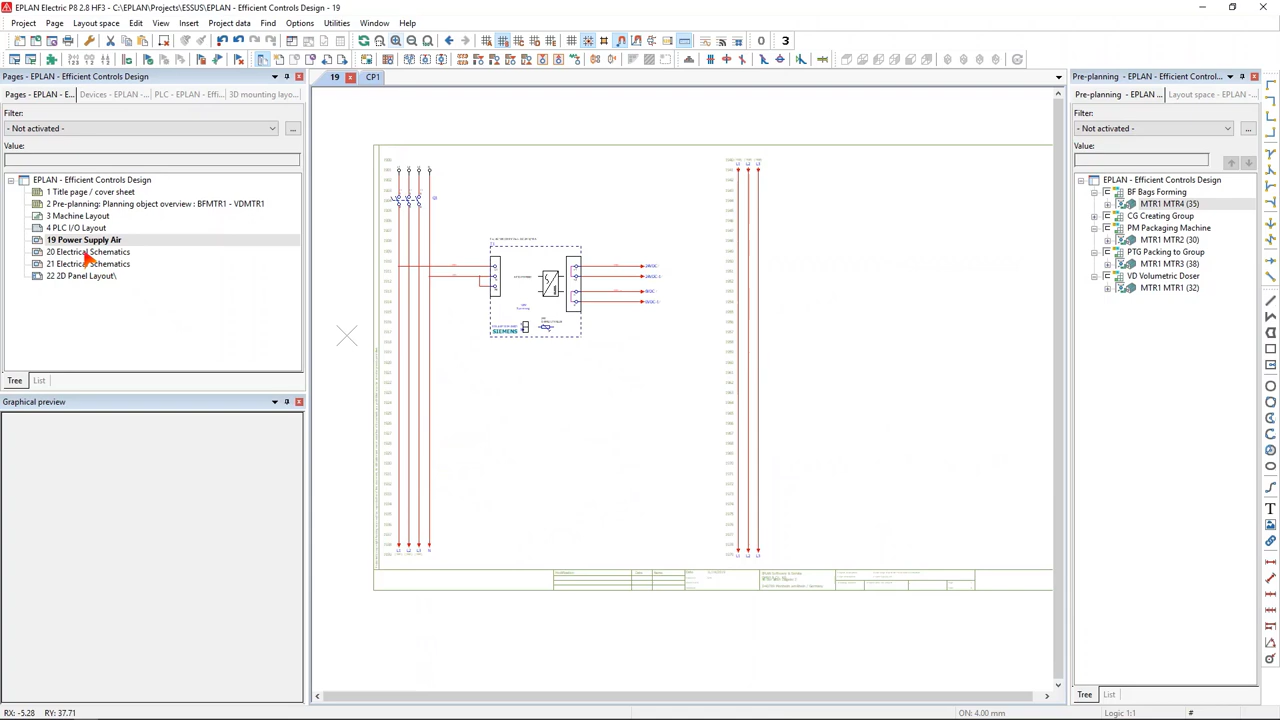 EPLAN Electric P8 2.8 HF3 - C:\EPLAN\Projects\ESSUS\EPLAN - Efficient Controls Design - 19
Project Page Layout space Edit View Insert Project data Find Options Utilities Window Help
Pages - EPLAN - Efficient Controls Design
19 CP1
Pre-planning - EPLAN - Efficient Control...
Pages - EPLAN - E... Devices - EPLAN -... PLC - EPLAN - Effi... 3D mounting layo...
Pre-planning - EPLAN ... Layout space - EPLAN -...
Filter:
- Not activated -
...
Value:
EPLAN - Efficient Controls Design
1 Title page / cover sheet
2 Pre-planning: Planning object overview : BFMTR1 - VDMTR1
3 Machine Layout
4 PLC I/O Layout
19 Power Supply Air
20 Electrical Schematics
21 Electrical Schematics
22 2D Panel Layout\
Tree List
Graphical preview
SIEMENS
L1 L2 L3 N
L1 L2 L3
Filter:
- Not activated -
...
Value:
EPLAN - Efficient Controls Design
BF Bags Forming
MTR1 MTR4 (35)
CG Creating Group
PM Packaging Machine
MTR1 MTR2 (30)
PTG Packing to Group
MTR1 MTR3 (38)
VD Volumetric Doser
MTR1 MTR1 (32)
Tree List
RX: -5.28 RY: 37.71
ON: 4.00 mm
Logic 1:1
#